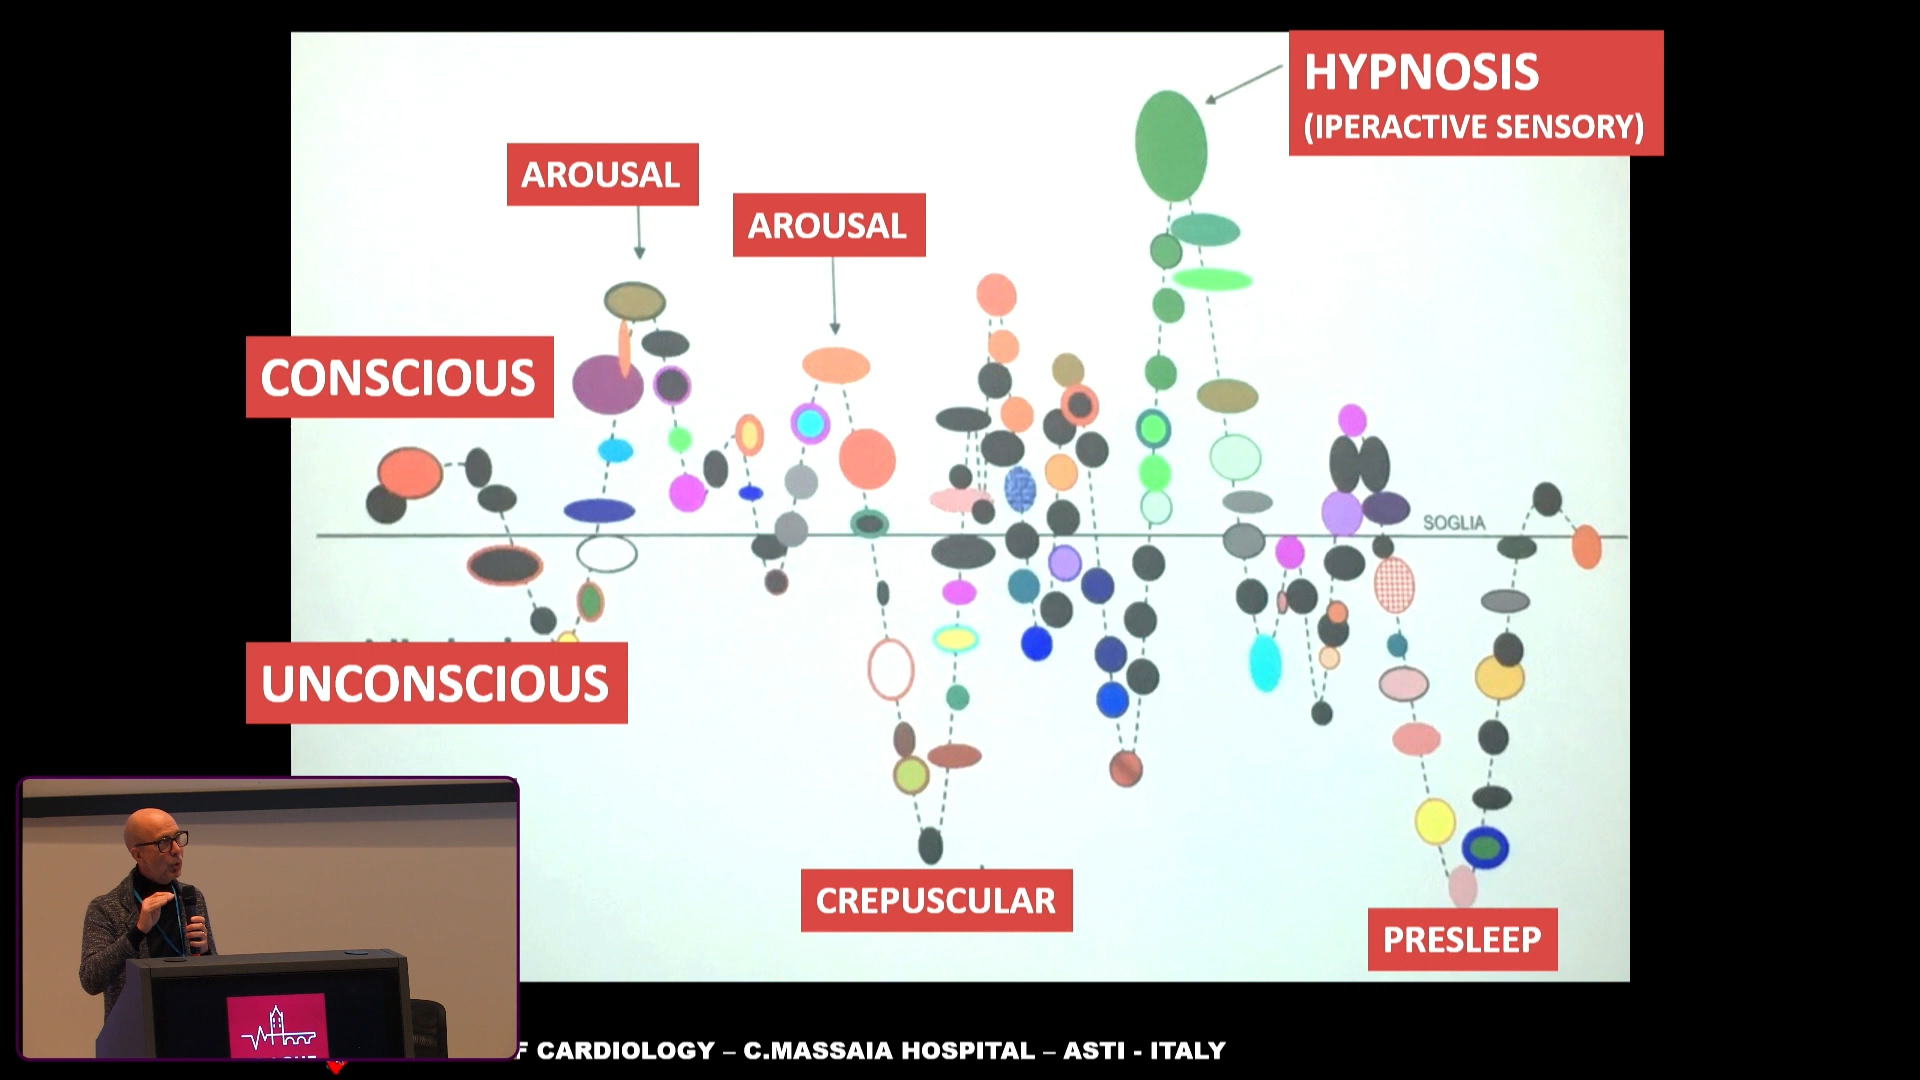 HYPNOSIS
(IPERACTIVE SENSORY)
AROUSAL
AROUSAL
CONSCIOUS
SOGLIA
UNCONSCIOUS
CREPUSCULAR
PRESLEEP
F CARDIOLOGY – C.MASSAIA HOSPITAL – ASTI - ITALY